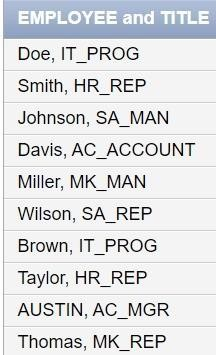 EMPLOYEE and TITLE
Doe, IT_PROG
Smith, HR_REP
Johnson, SA_MAN
Davis, AC_ACCOUNT
Miller, MK_MAN
Wilson, SA_REP
Brown, IT_PROG
Taylor, HR_REP
AUSTIN, AC_MGR
Thomas, MK_REP